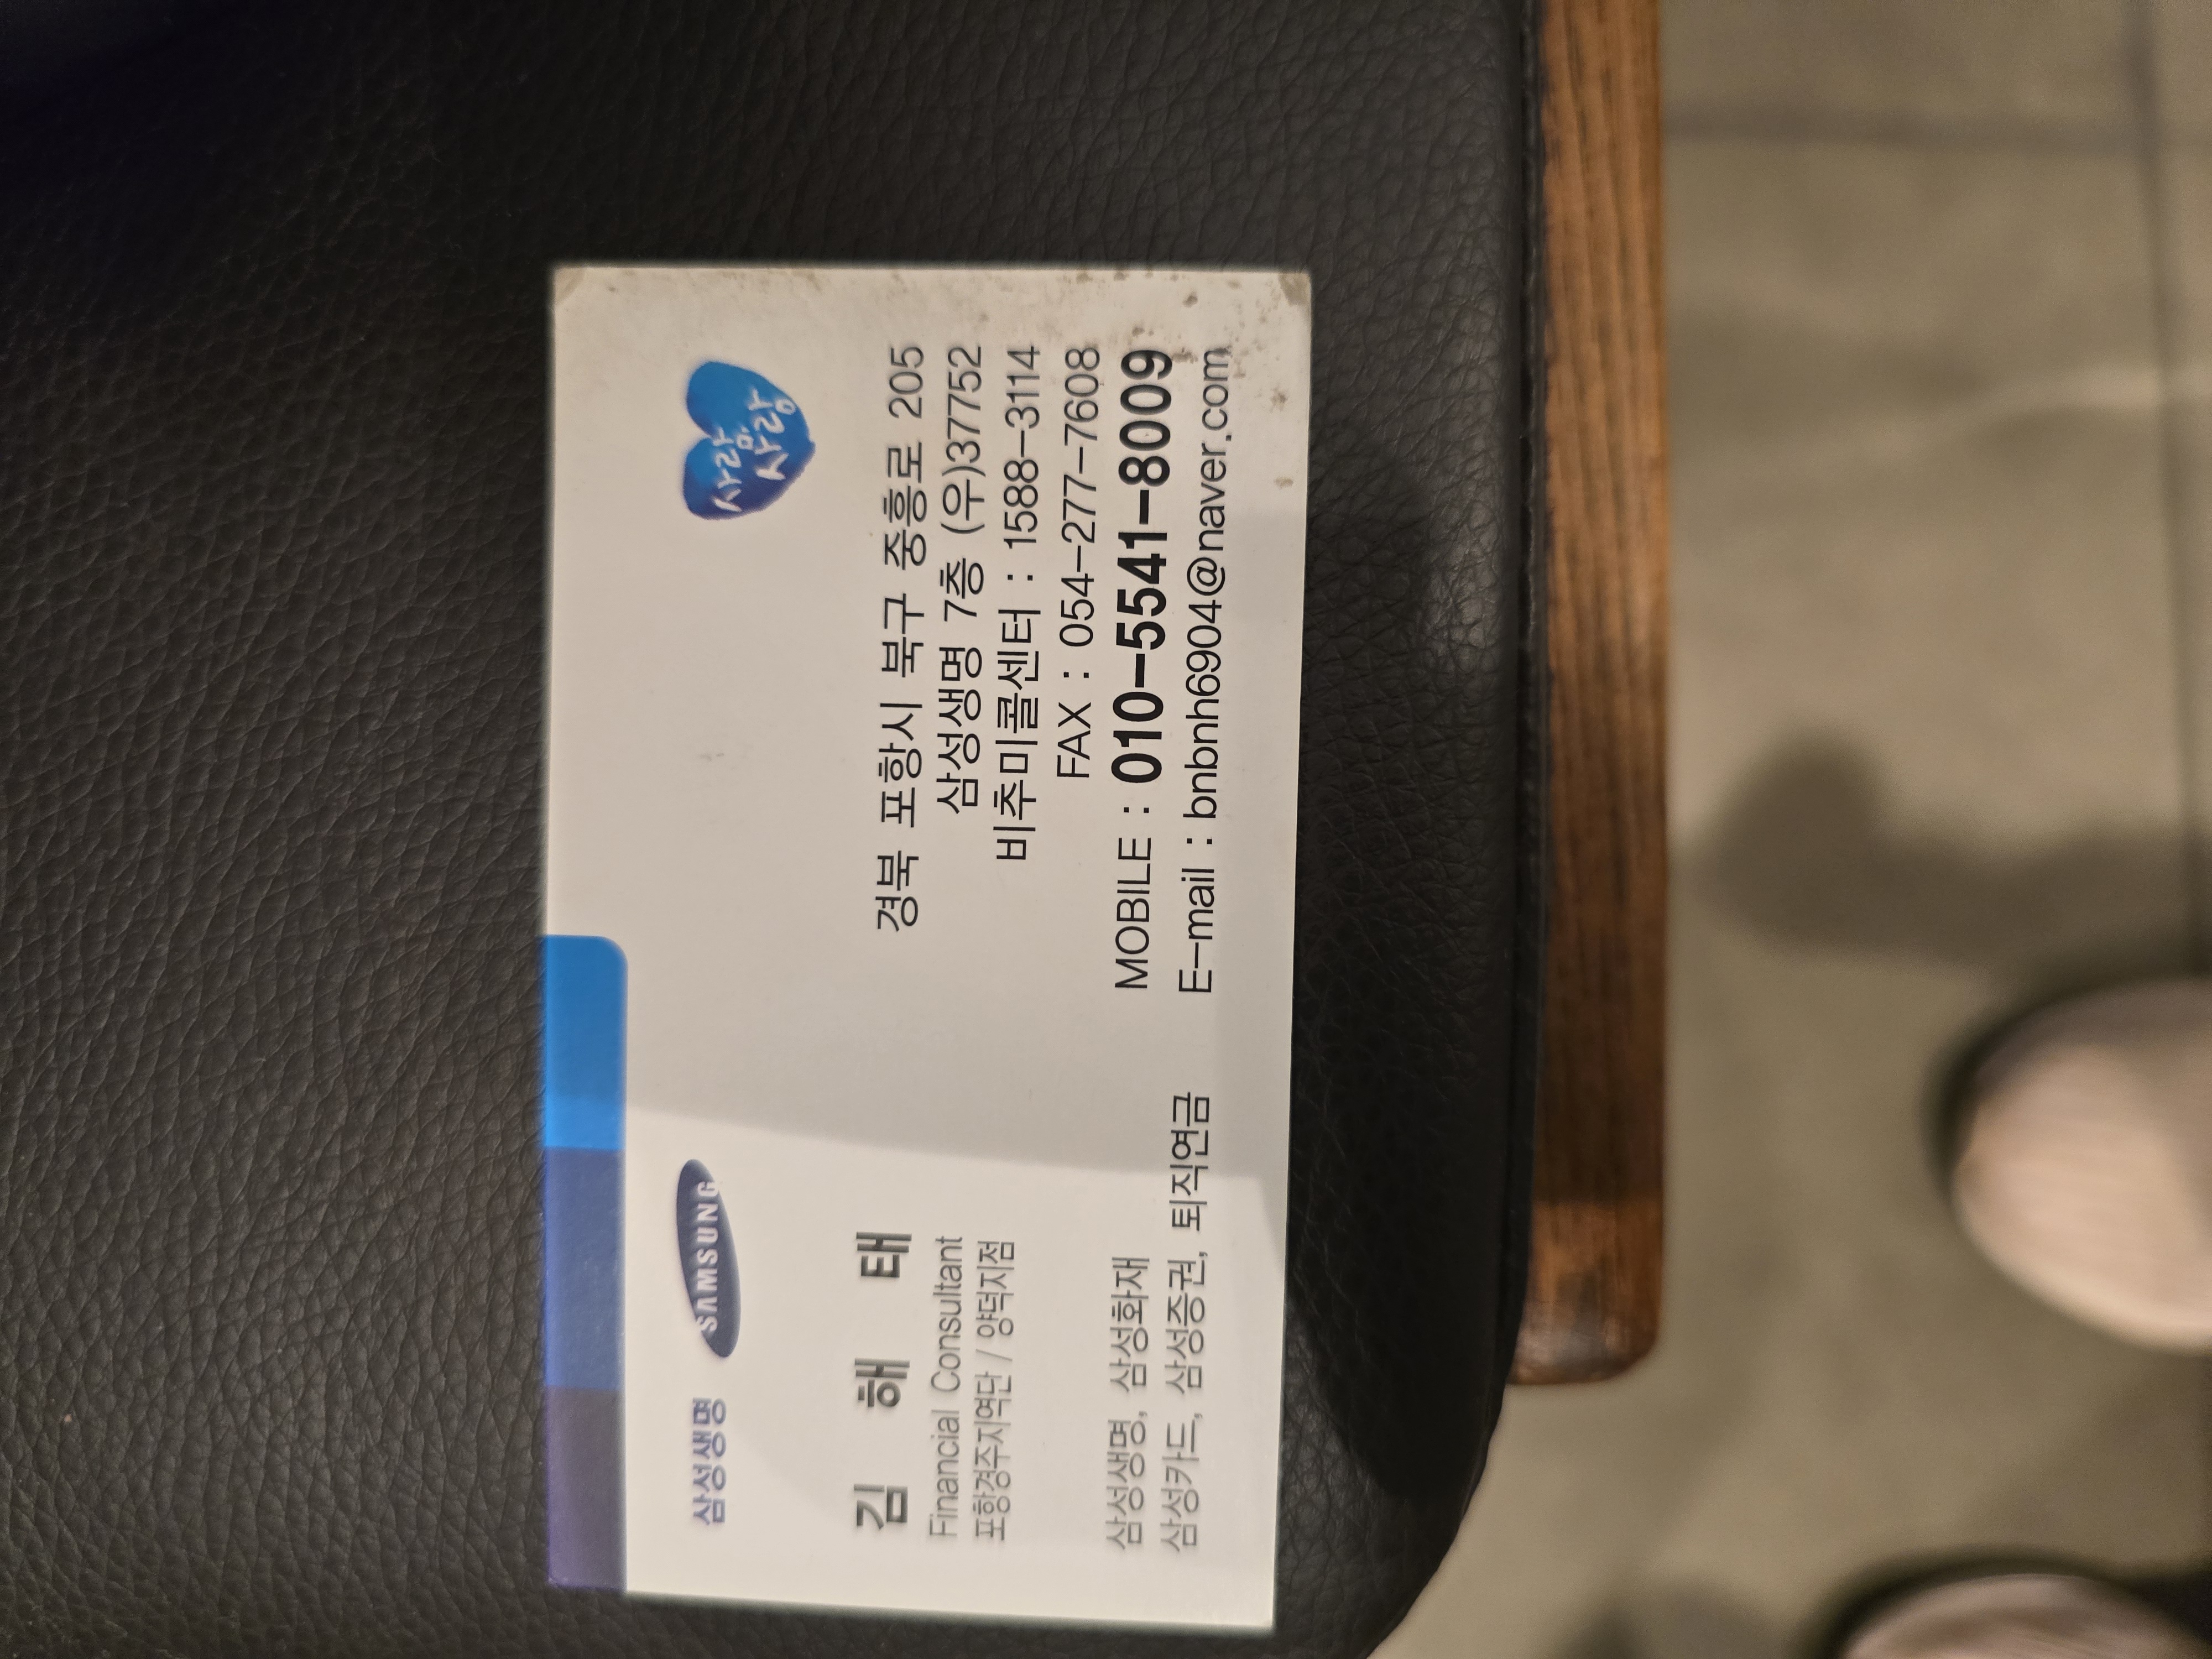 삼성생명 SAMSUNG
사람
사랑
김 해 태
Financial Consultant
포항경주지역단 / 양덕지점
삼성생명, 삼성화재
삼성카드, 삼성증권, 퇴직연금
경북 포항시 북구 중흥로 205
삼성생명 7층 (우)37752
비추미콜센터 : 1588-3114
FAX : 054-277-7608
MOBILE : 010-5541-8009
E-mail : bnbnh6904@naver.com